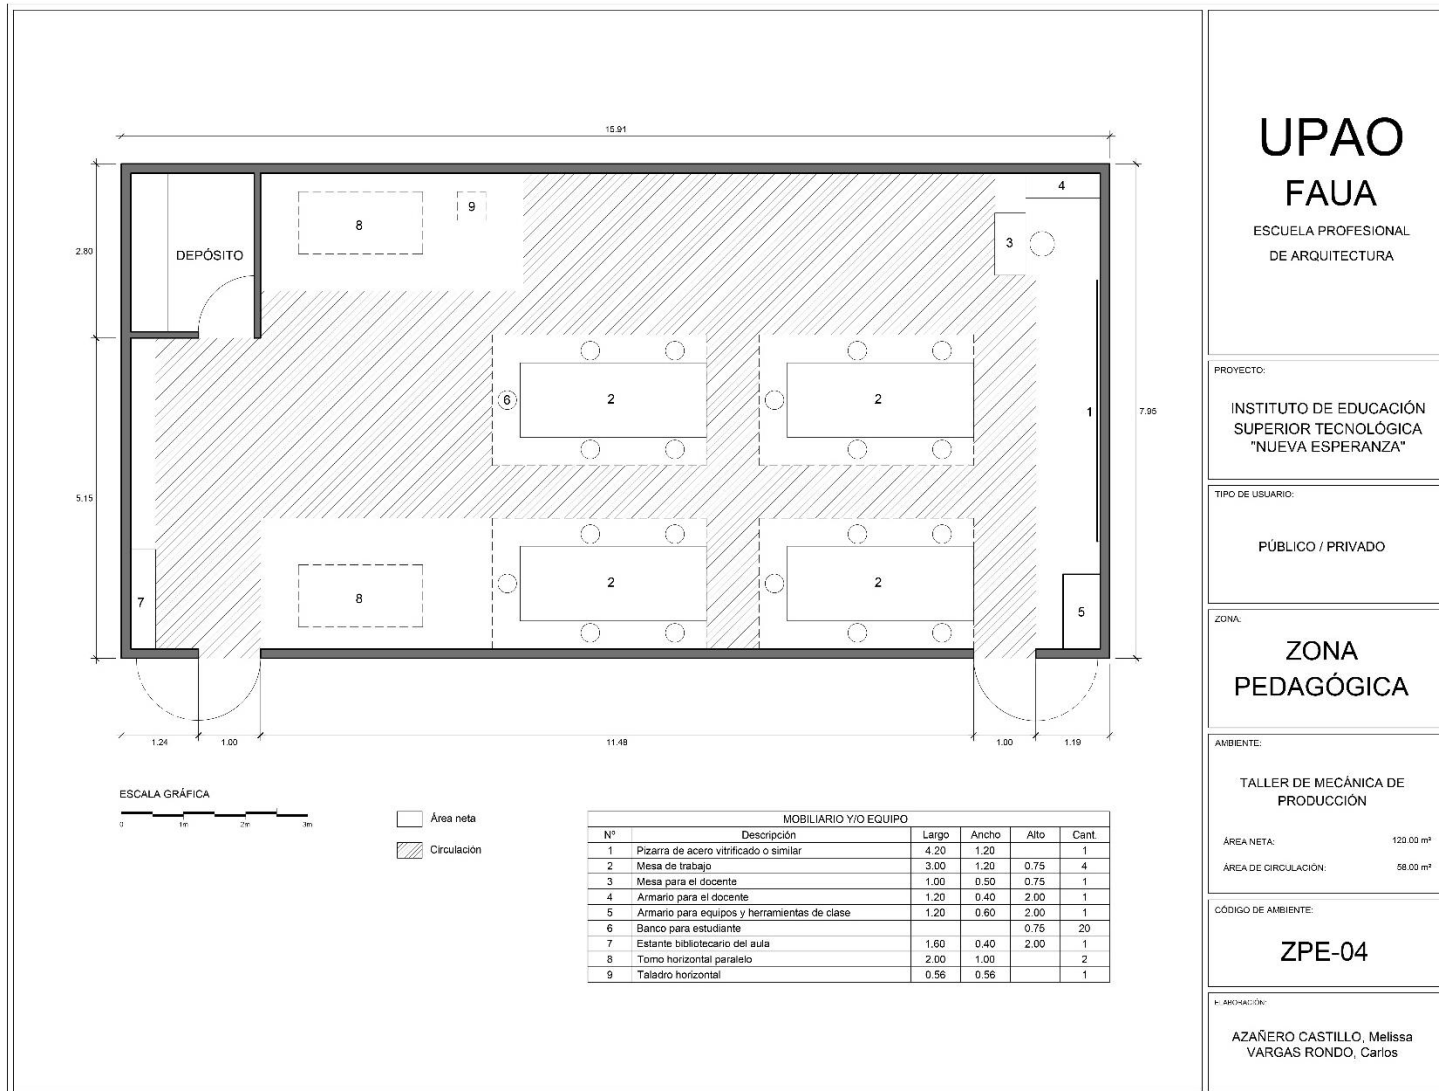 15.91
2.80
5.15
7.95
DEPÓSITO
8
9
4
3
6
2
2
1
7
8
2
2
5
1.24
1.00
11.48
1.00
1.19
ESCALA GRÁFICA
0 1m 2m 3m
Área neta
Circulación
MOBILIARIO Y/O EQUIPO
Nº Descripción Largo Ancho Alto Cant.
1 Pizarra de acero vitrificado o similar 4.20 1.20 1
2 Mesa de trabajo 3.00 1.20 0.75 4
3 Mesa para el docente 1.00 0.50 0.75 1
4 Armario para el docente 1.20 0.40 2.00 1
5 Armario para equipos y herramientas de clase 1.20 0.60 2.00 1
6 Banco para estudiante 0.75 20
7 Estante bibliotecario del aula 1.60 0.40 2.00 1
8 Torno horizontal paralelo 2.00 1.00 2
9 Taladro horizontal 0.56 0.56 1
UPAO
FAUA
ESCUELA PROFESIONAL
DE ARQUITECTURA
PROYECTO:
INSTITUTO DE EDUCACIÓN
SUPERIOR TECNOLÓGICA
"NUEVA ESPERANZA"
TIPO DE USUARIO:
PÚBLICO / PRIVADO
ZONA:
ZONA
PEDAGÓGICA
AMBIENTE:
TALLER DE MECÁNICA DE
PRODUCCIÓN
ÁREA NETA: 120.00 m²
ÁREA DE CIRCULACIÓN: 58.00 m²
CÓDIGO DE AMBIENTE:
ZPE-04
ELABORACIÓN:
AZAÑERO CASTILLO, Melissa
VARGAS RONDO, Carlos